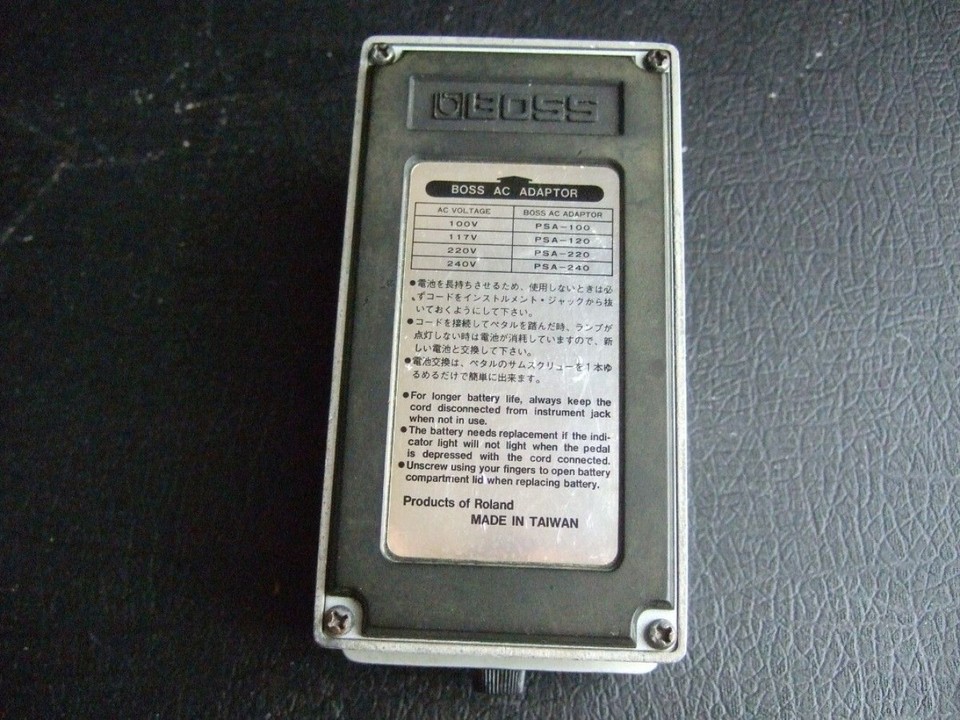 BOSS
BOSS AC ADAPTOR
AC VOLTAGE BOSS AC ADAPTOR
100V PSA-100
117V PSA-120
220V PSA-220
240V PSA-240
●電池を長持ちさせるため、使用しないときは必
ずコードをインストルメント・ジャックから抜
いておくようにして下さい。
●コードを接続してペタルを踏んだ時、ランプが
点灯しない時は電池が消耗していますので、新
しい電池と交換して下さい。
●電池交換は、ペタルのサムスクリューを1本ゆ
るめるだけで簡単に出来ます。
●For longer battery life, always keep the
cord disconnected from instrument jack
when not in use.
●The battery needs replacement if the indi-
cator light will not light when the pedal
is depressed with the cord connected.
●Unscrew using your fingers to open battery
compartment lid when replacing battery.
Products of Roland
MADE IN TAIWAN